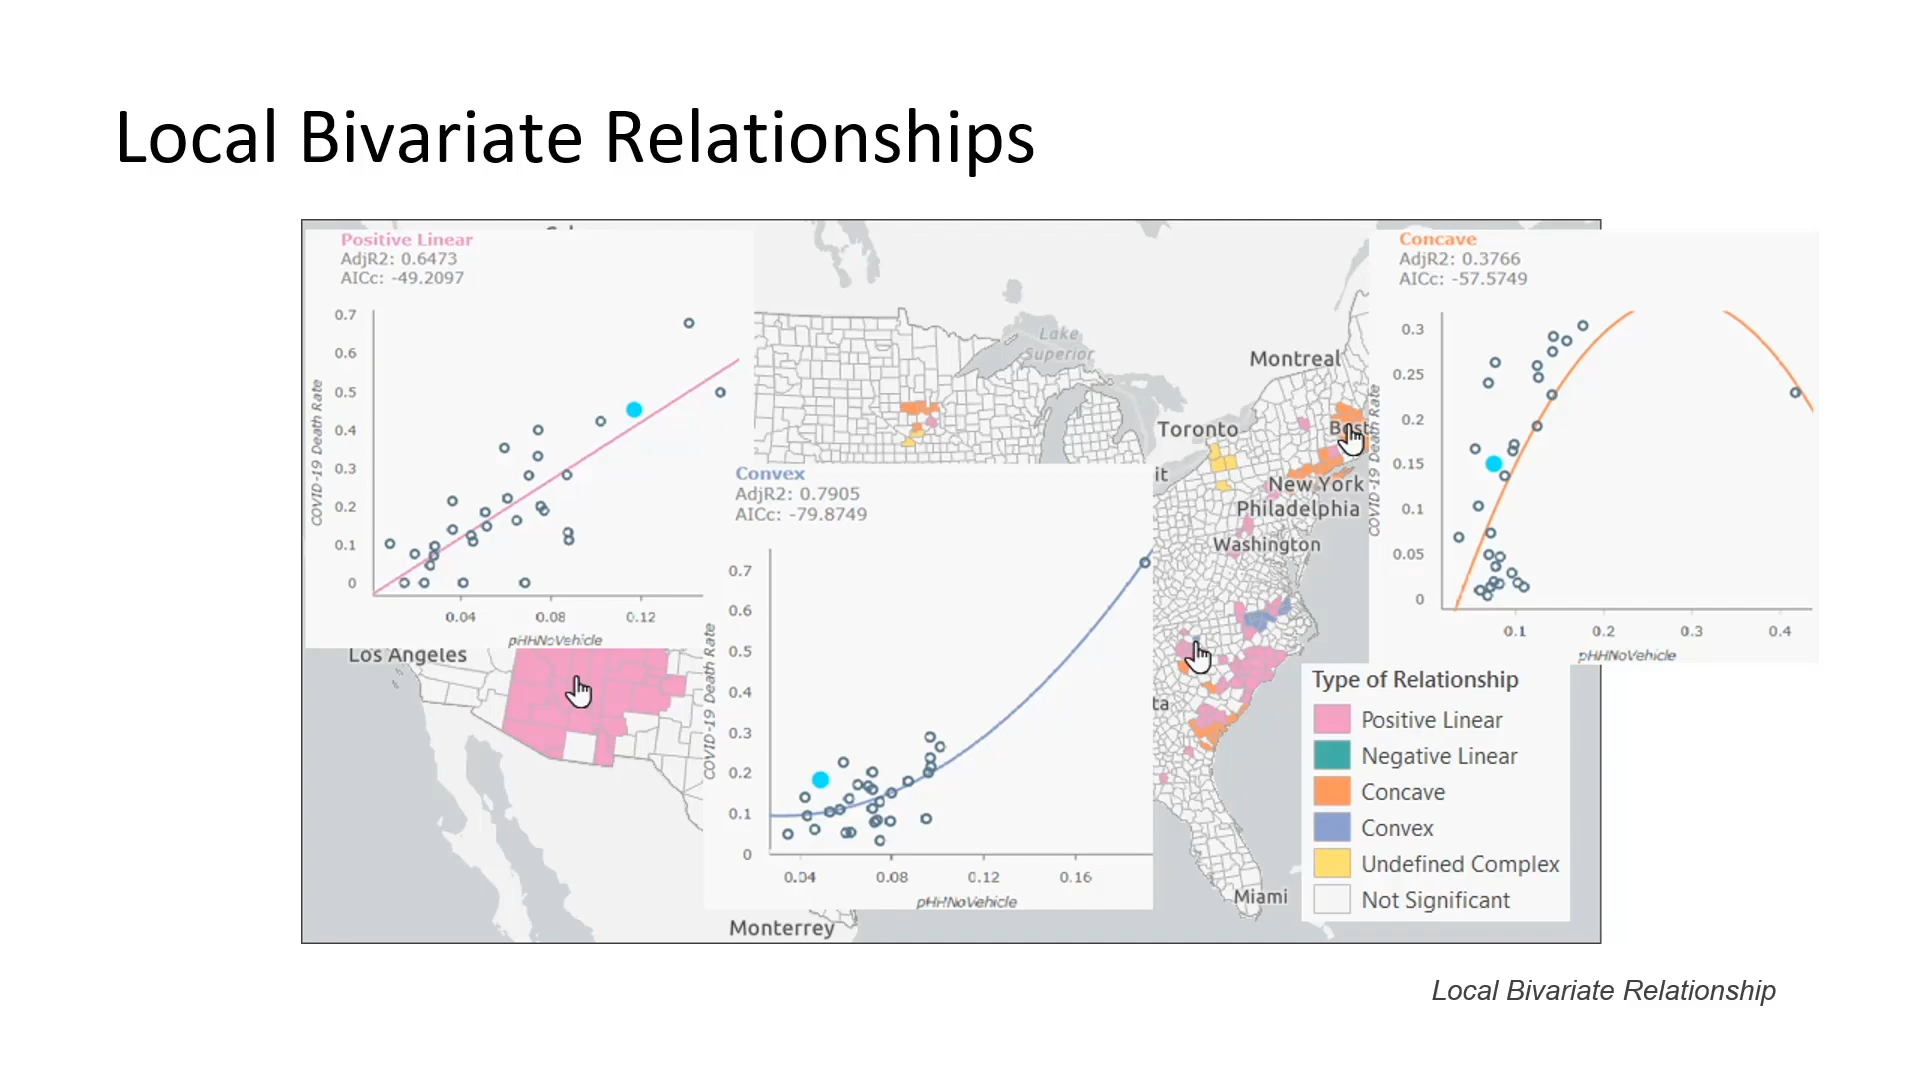 Local Bivariate Relationships
Positive Linear
AdjR2: 0.6473
AICc: -49.2097
0.7
0.6
0.5
0.4
0.3
0.2
0.1
0
COVID-19 Death Rate
0.04 0.08 0.12
pHHNoVehicle
Convex
AdjR2: 0.7905
AICc: -79.8749
0.7
0.6
0.5
0.4
0.3
0.2
0.1
0
COVID-19 Death Rate
0.04 0.08 0.12 0.16
pHHNoVehicle
Concave
AdjR2: 0.3766
AICc: -57.5749
0.3
0.25
0.2
0.15
0.1
0.05
0
COVID-19 Death Rate
0.1 0.2 0.3 0.4
pHHNoVehicle
Lake
Superior
Montreal
Toronto
Bost
it
New York
Philadelphia
Washington
Los Angeles
ta
Miami
Monterrey
Type of Relationship
Positive Linear
Negative Linear
Concave
Convex
Undefined Complex
Not Significant
Local Bivariate Relationship